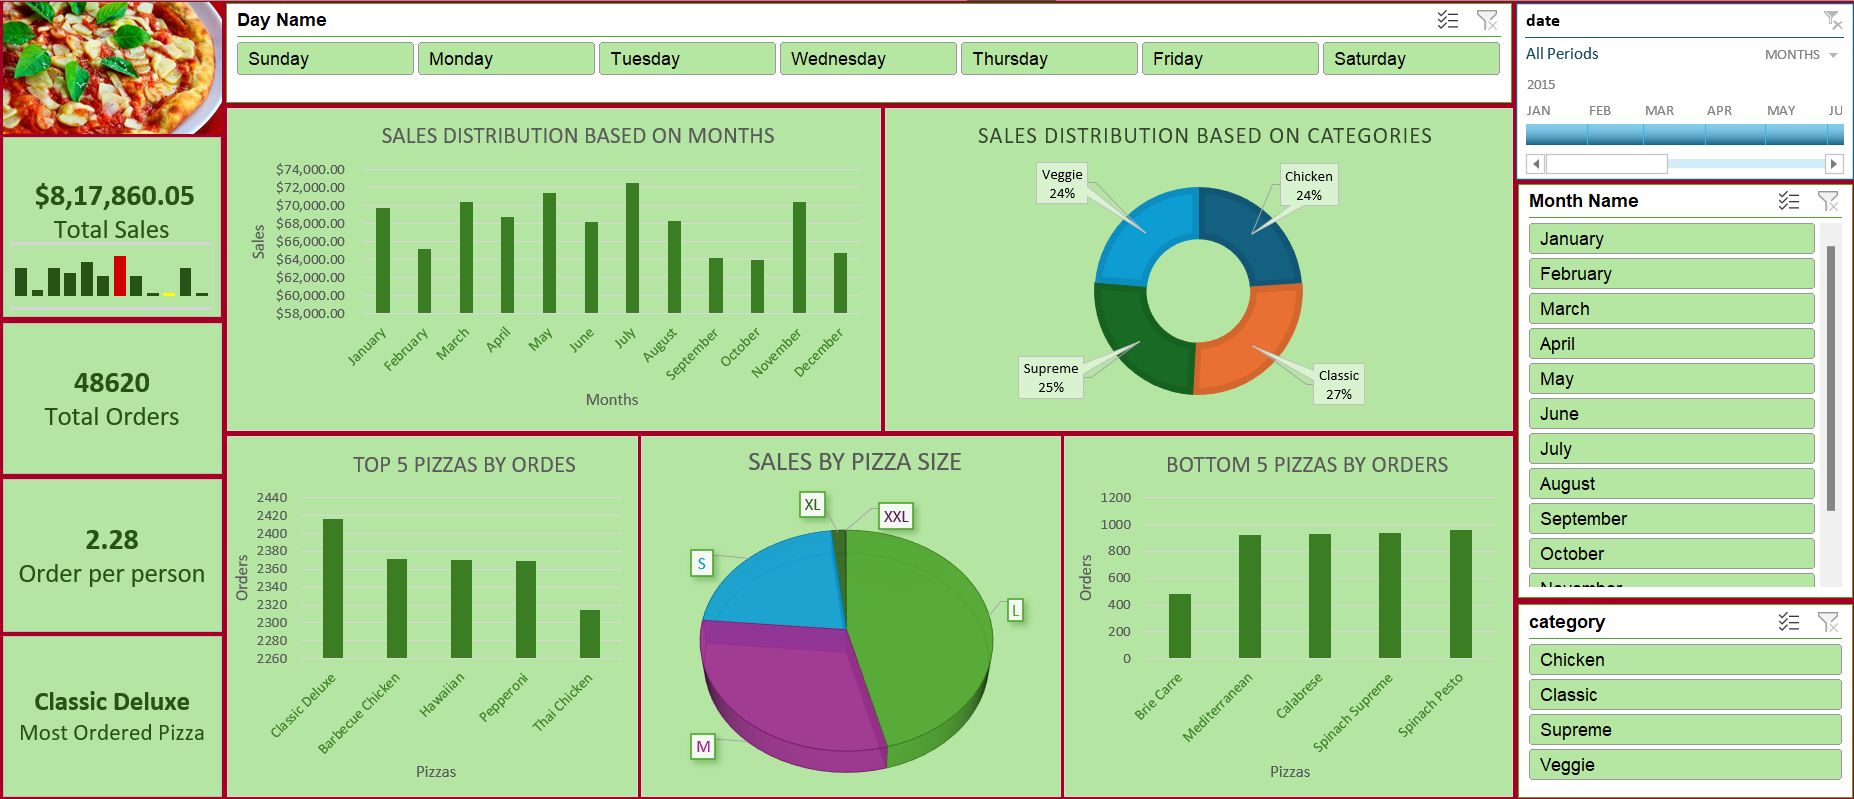 Day Name
Sunday
Monday
Tuesday
Wednesday
Thursday
Friday
Saturday
date
All Periods
MONTHS
2015
JAN
FEB
MAR
APR
MAY
JU
$8,17,860.05
Total Sales
48620
Total Orders
2.28
Order per person
Classic Deluxe
Most Ordered Pizza
SALES DISTRIBUTION BASED ON MONTHS
Sales
$74,000.00
$72,000.00
$70,000.00
$68,000.00
$66,000.00
$64,000.00
$62,000.00
$60,000.00
$58,000.00
January
February
March
April
May
June
July
August
September
October
November
December
Months
SALES DISTRIBUTION BASED ON CATEGORIES
Veggie
24%
Chicken
24%
Supreme
25%
Classic
27%
TOP 5 PIZZAS BY ORDES
Orders
2440
2420
2400
2380
2360
2340
2320
2300
2280
2260
Classic Deluxe
Barbecue Chicken
Hawaiian
Pepperoni
Thai Chicken
Pizzas
SALES BY PIZZA SIZE
XL
XXL
S
L
M
BOTTOM 5 PIZZAS BY ORDERS
Orders
1200
1000
800
600
400
200
0
Brie Carre
Mediterranean
Calabrese
Spinach Supreme
Spinach Pesto
Pizzas
Month Name
January
February
March
April
May
June
July
August
September
October
November
category
Chicken
Classic
Supreme
Veggie